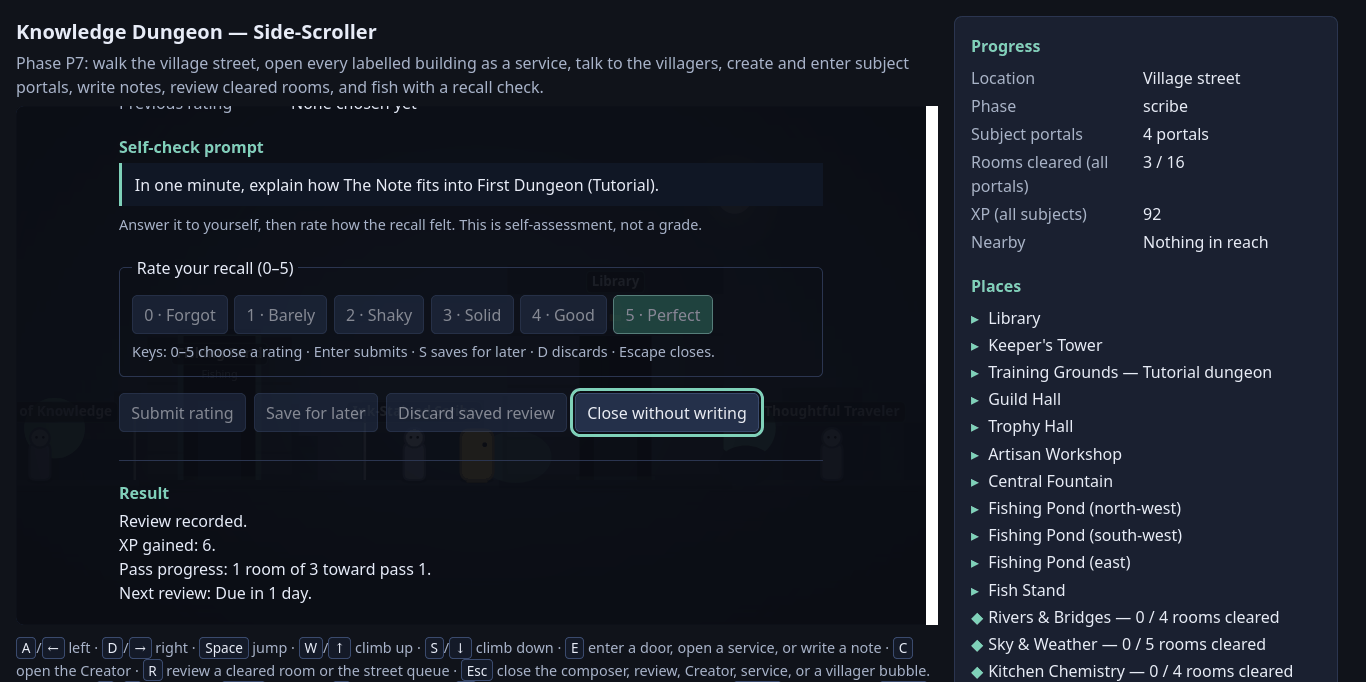 Knowledge Dungeon — Side-Scroller
Phase P7: walk the village street, open every labelled building as a service, talk to the villagers, create and enter subject
portals, write notes, review cleared rooms, and fish with a recall check.
Previous rating None chosen yet
Self-check prompt
In one minute, explain how The Note fits into First Dungeon (Tutorial).
Answer it to yourself, then rate how the recall felt. This is self-assessment, not a grade.
Rate your recall (0–5)
Library
0 · Forgot 1 · Barely 2 · Shaky 3 · Solid 4 · Good 5 · Perfect
Keys: 0–5 choose a rating · Enter submits · S saves for later · D discards · Escape closes.
Fishing
of Knowledge Submit rating Save for later Discard saved review Close without writing Thoughtful Traveler
Result
Review recorded.
XP gained: 6.
Pass progress: 1 room of 3 toward pass 1.
Next review: Due in 1 day.
A/← left · D/→ right · Space jump · W/↑ climb up · S/↓ climb down · E enter a door, open a service, or write a note · C
open the Creator · R review a cleared room or the street queue · Esc close the composer, review, Creator, service, or a villager bubble.
Progress
Location Village street
Phase scribe
Subject portals 4 portals
Rooms cleared (all portals) 3 / 16
XP (all subjects) 92
Nearby Nothing in reach
Places
▸ Library
▸ Keeper's Tower
▸ Training Grounds — Tutorial dungeon
▸ Guild Hall
▸ Trophy Hall
▸ Artisan Workshop
▸ Central Fountain
▸ Fishing Pond (north-west)
▸ Fishing Pond (south-west)
▸ Fishing Pond (east)
▸ Fish Stand
◆ Rivers & Bridges — 0 / 4 rooms cleared
◆ Sky & Weather — 0 / 5 rooms cleared
◆ Kitchen Chemistry — 0 / 4 rooms cleared